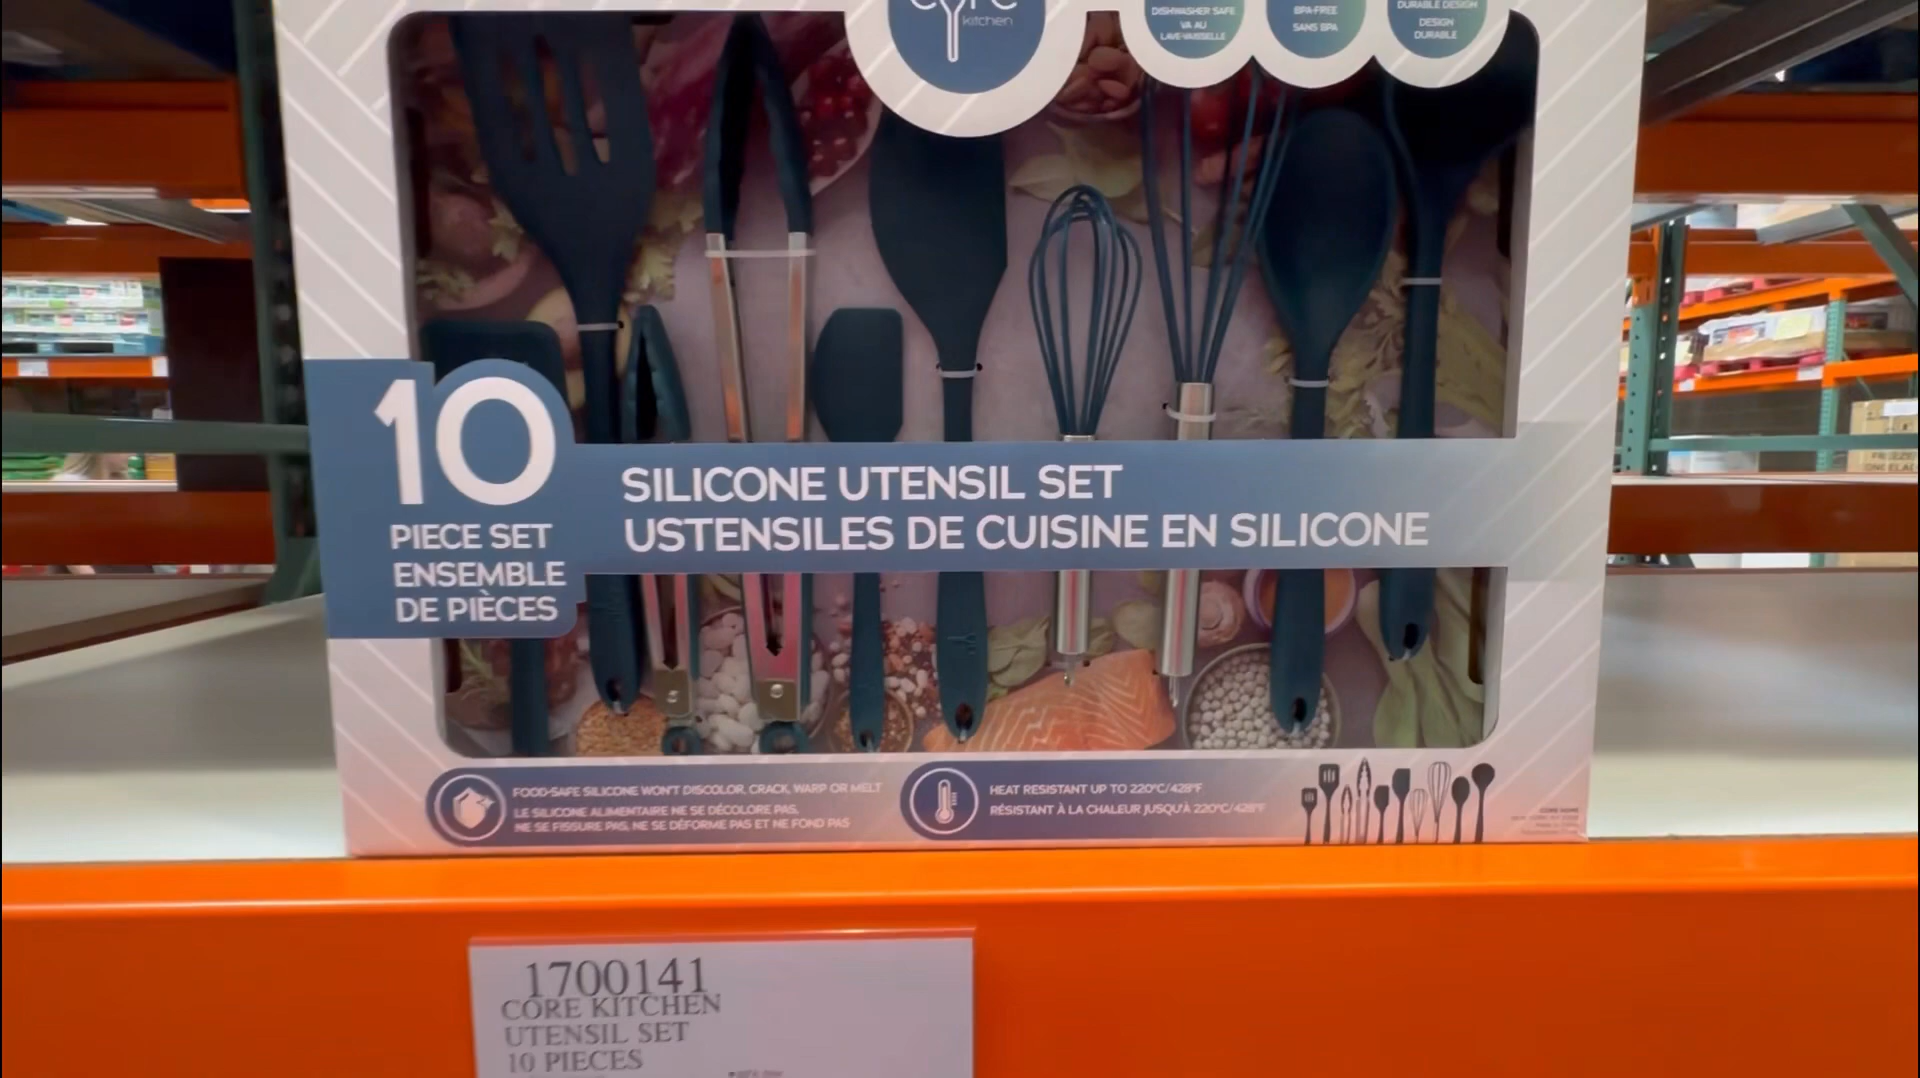 core
kitchen
DISHWASHER SAFE
VA AU
LAVE-VAISSELLE
BPA-FREE
SANS BPA
DURABLE DESIGN
DESIGN
DURABLE
10
PIECE SET
ENSEMBLE
DE PIÈCES
SILICONE UTENSIL SET
USTENSILES DE CUISINE EN SILICONE
FOOD-SAFE SILICONE WON'T DISCOLOR, CRACK, WARP OR MELT
LE SILICONE ALIMENTAIRE NE SE DÉCOLORE PAS,
NE SE FISSURE PAS, NE SE DÉFORME PAS ET NE FOND PAS
HEAT RESISTANT UP TO 220°C/428°F
RÉSISTANT À LA CHALEUR JUSQU'À 220°C/428°F
1700141
CORE KITCHEN
UTENSIL SET
10 PIECES